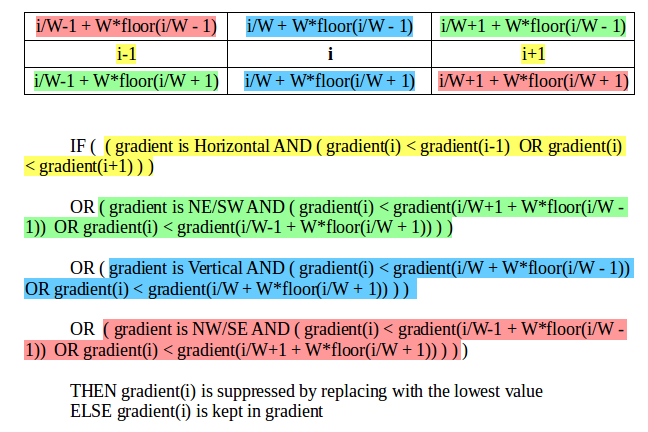 i/W-1 + W*floor(i/W - 1) i/W + W*floor(i/W - 1) i/W+1 + W*floor(i/W - 1)
i-1 i i+1
i/W-1 + W*floor(i/W + 1) i/W + W*floor(i/W + 1) i/W+1 + W*floor(i/W + 1)
IF ( ( gradient is Horizontal AND ( gradient(i) < gradient(i-1) OR gradient(i)
< gradient(i+1) ) )
OR ( gradient is NE/SW AND ( gradient(i) < gradient(i/W+1 + W*floor(i/W -
1)) OR gradient(i) < gradient(i/W-1 + W*floor(i/W + 1)) ) )
OR ( gradient is Vertical AND ( gradient(i) < gradient(i/W + W*floor(i/W - 1))
OR gradient(i) < gradient(i/W + W*floor(i/W + 1)) ) )
OR ( gradient is NW/SE AND ( gradient(i) < gradient(i/W-1 + W*floor(i/W -
1)) OR gradient(i) < gradient(i/W+1 + W*floor(i/W + 1)) ) ) )
THEN gradient(i) is suppressed by replacing with the lowest value
ELSE gradient(i) is kept in gradient